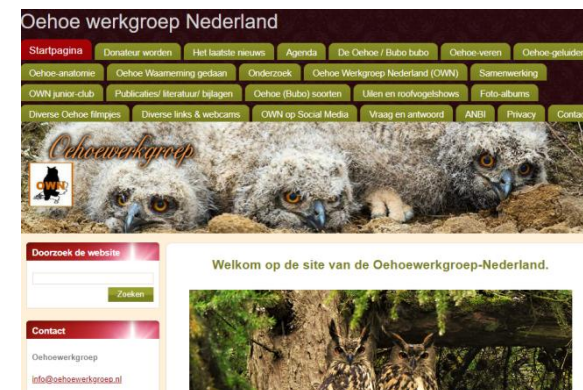 Oehoe werkgroep Nederland
Startpagina Donateur worden Het laatste nieuws Agenda De Oehoe / Bubo bubo Oehoe-veren Oehoe-geluiden
Oehoe-anatomie Oehoe Waarneming gedaan Onderzoek Oehoe Werkgroep Nederland (OWN) Samenwerking
OWN junior-club Publicaties/ literatuur/ bijlagen Oehoe (Bubo) soorten Uilen en roofvogelshows Foto-albums
Diverse Oehoe filmpjes Diverse links & webcams OWN op Social Media Vraag en antwoord ANBI Privacy Contac
Oehoewerkgroep
OWN
Doorzoek de website
Zoeken
Welkom op de site van de Oehoewerkgroep-Nederland.
Contact
Oehoewerkgroep
info@oehoewerkgroep.nl